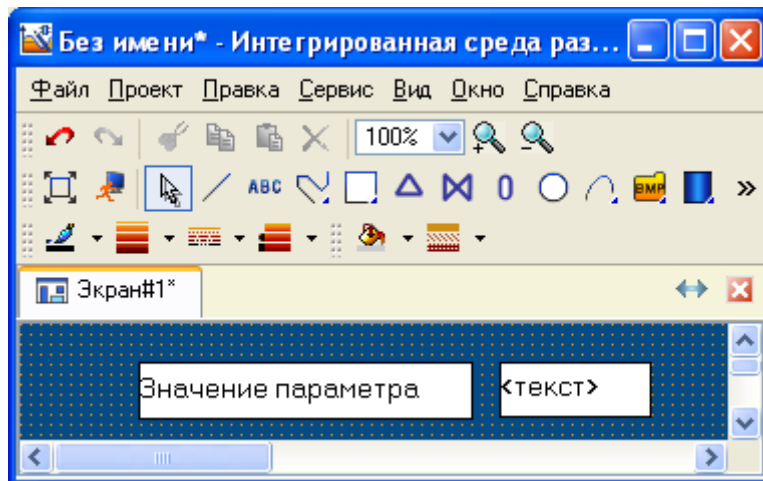 Без имени* - Интегрированная среда раз...
Файл Проект Правка Сервис Вид Окно Справка
100%
ABC BMP »
Экран#1*
Значение параметра <текст>